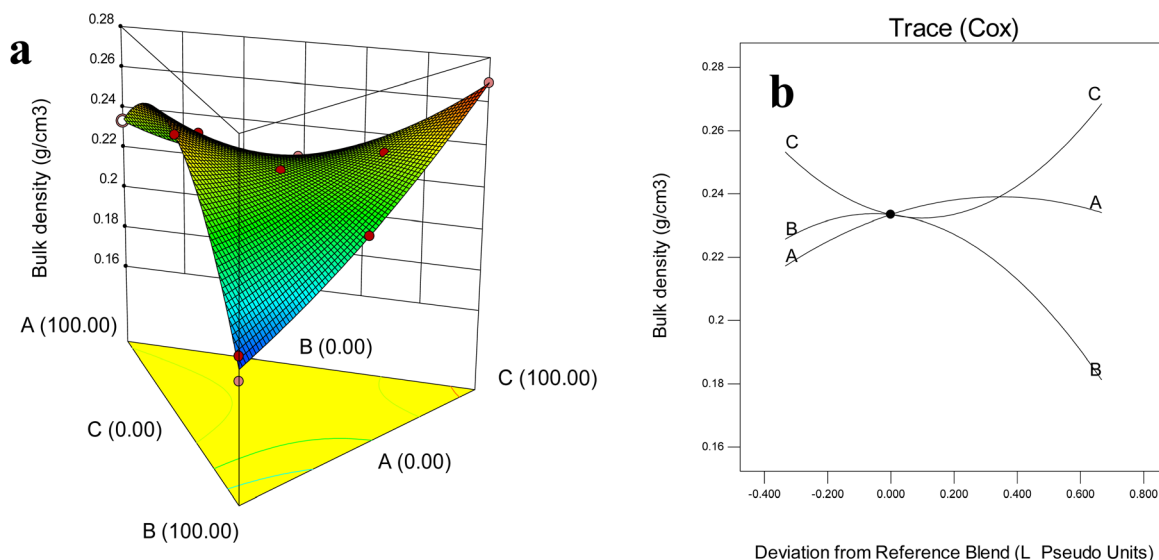 a
0.28
0.26
0.24
0.22
0.2
0.18
0.16
Bulk density (g/cm3)
A (100.00)
B (0.00)
C (100.00)
C (0.00)
A (0.00)
B (100.00)
Trace (Cox)
b
0.28
0.26
0.24
0.22
0.2
0.18
0.16
Bulk density (g/cm3)
C
C
B
A
A
B
-0.400 -0.200 0.000 0.200 0.400 0.600 0.800
Deviation from Reference Blend (L_Pseudo Units)